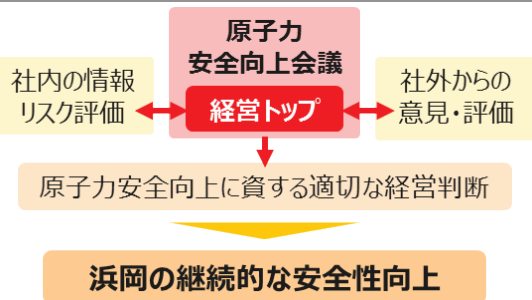 原子力
安全向上会議
経営トップ
社内の情報
リスク評価
社外からの
意見・評価
原子力安全向上に資する適切な経営判断
浜岡の継続的な安全性向上